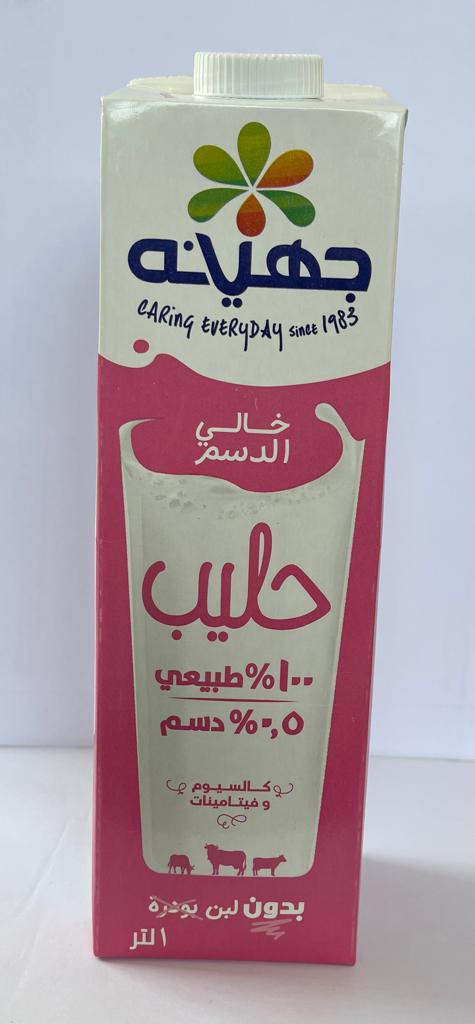 جهينه
CARING EVERYDAY since 1983
خالي
الدسم
حليب
١٠٠% طبيعي
٠,٥% دسم
كالسيوم
و فيتامينات
بدون لبن بودرة
١ لتر